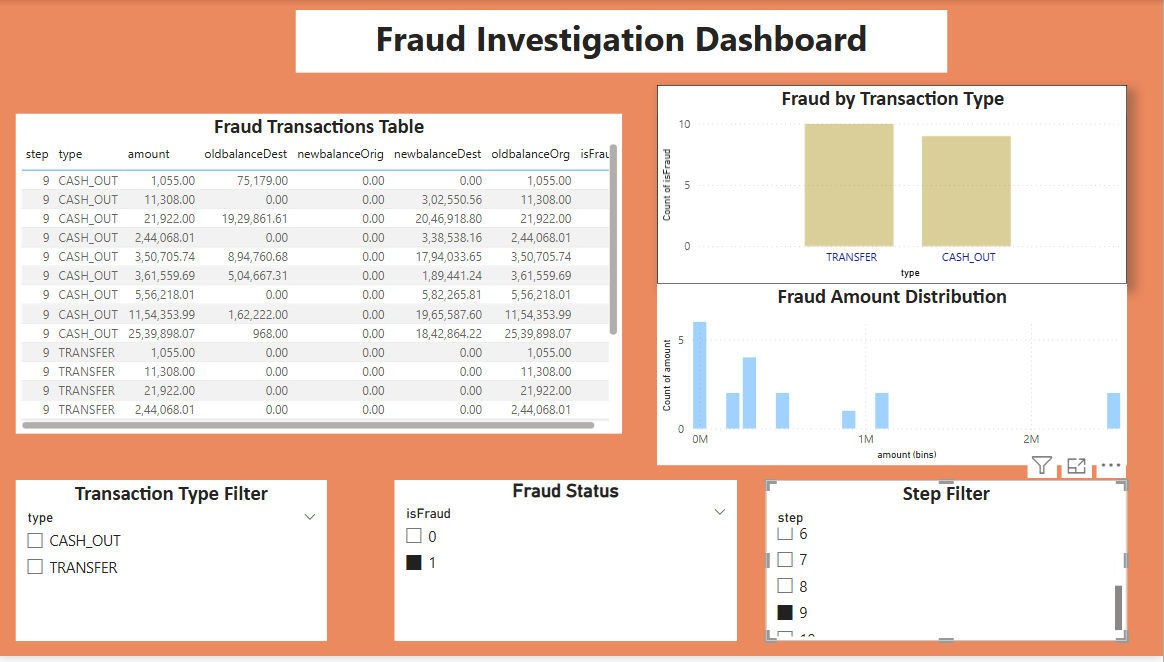 Fraud Investigation Dashboard
Fraud Transactions Table
step type amount oldbalanceDest newbalanceOrig newbalanceDest oldbalanceOrg isFrau
9 CASH_OUT 1,055.00 75,179.00 0.00 0.00 1,055.00
9 CASH_OUT 11,308.00 0.00 0.00 3,02,550.56 11,308.00
9 CASH_OUT 21,922.00 19,29,861.61 0.00 20,46,918.80 21,922.00
9 CASH_OUT 2,44,068.01 0.00 0.00 3,38,538.16 2,44,068.01
9 CASH_OUT 3,50,705.74 8,94,760.68 0.00 17,94,033.65 3,50,705.74
9 CASH_OUT 3,61,559.69 5,04,667.31 0.00 1,89,441.24 3,61,559.69
9 CASH_OUT 5,56,218.01 0.00 0.00 5,82,265.81 5,56,218.01
9 CASH_OUT 11,54,353.99 1,62,222.00 0.00 19,65,587.60 11,54,353.99
9 CASH_OUT 25,39,898.07 968.00 0.00 18,42,864.22 25,39,898.07
9 TRANSFER 1,055.00 0.00 0.00 0.00 1,055.00
9 TRANSFER 11,308.00 0.00 0.00 0.00 11,308.00
9 TRANSFER 21,922.00 0.00 0.00 0.00 21,922.00
9 TRANSFER 2,44,068.01 0.00 0.00 0.00 2,44,068.01
Fraud by Transaction Type
Count of isFraud
10
5
0
TRANSFER CASH_OUT
type
Fraud Amount Distribution
Count of amount
5
0
0M 1M 2M
amount (bins)
Transaction Type Filter
type
CASH_OUT
TRANSFER
Fraud Status
isFraud
0
1
Step Filter
step
6
7
8
9
10